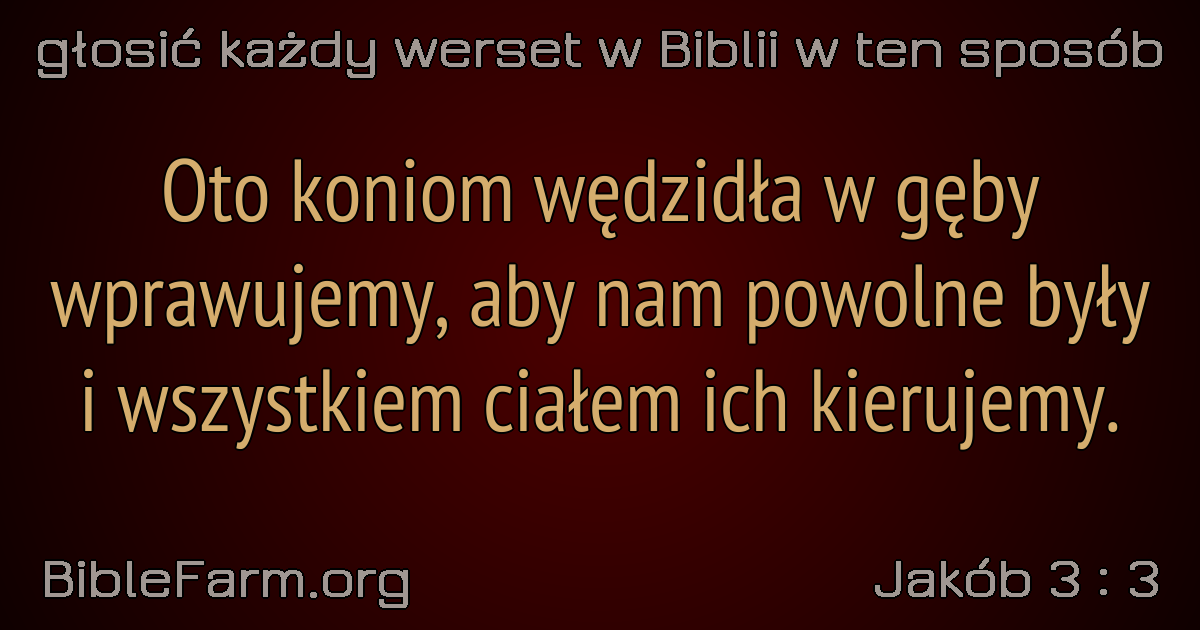 głosić każdy werset w Biblii w ten sposób
Oto koniom wędzidła w gęby
wprawujemy, aby nam powolne były
i wszystkiem ciałem ich kierujemy.
BibleFarm.org
Jakób 3 : 3